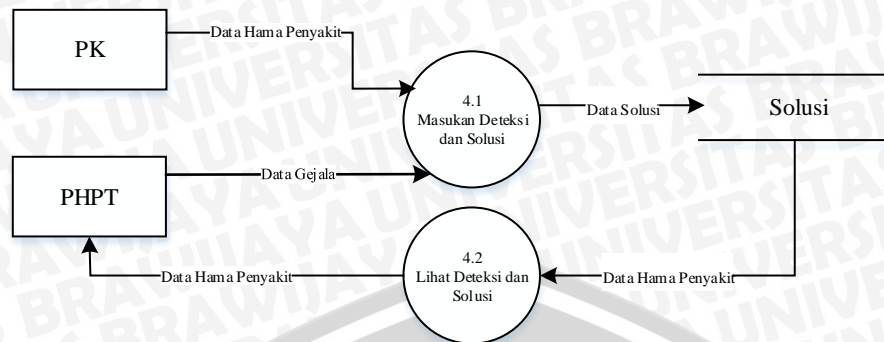 PK
Data Hama Penyakit
4.1
Masukan Deteksi
dan Solusi
Data Solusi
Solusi
PHPT
Data Gejala
4.2
Lihat Deteksi dan
Solusi
Data Hama Penyakit
Data Hama Penyakit